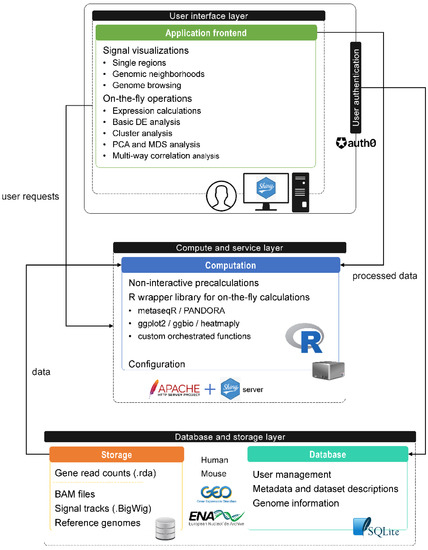 User interface layer
Application frontend
Signal visualizations
• Single regions
• Genomic neighborhoods
• Genome browsing
On-the-fly operations
• Expression calculations
• Basic DE analysis
• Cluster analysis
• PCA and MDS analysis
• Multi-way correlation analysis
Shiny
User authentication
auth0
user requests
Compute and service layer
Computation
Non-interactive precalculations
R wrapper library for on-the-fly calculations
• metaseqR / PANDORA
• ggplot2 / ggbio / heatmaply
• custom orchestrated functions
R
Configuration
APACHE
HTTP SERVER PROJECT
+
Shiny
server
processed data
data
Database and storage layer
Storage
Gene read counts (.rda)
BAM files
Signal tracks (.BigWig)
Reference genomes
Human
Mouse
GEO
Gene Expression Omnibus
ENA
European Nucleotide Archive
Database
User management
Metadata and dataset descriptions
Genome information
SQLite